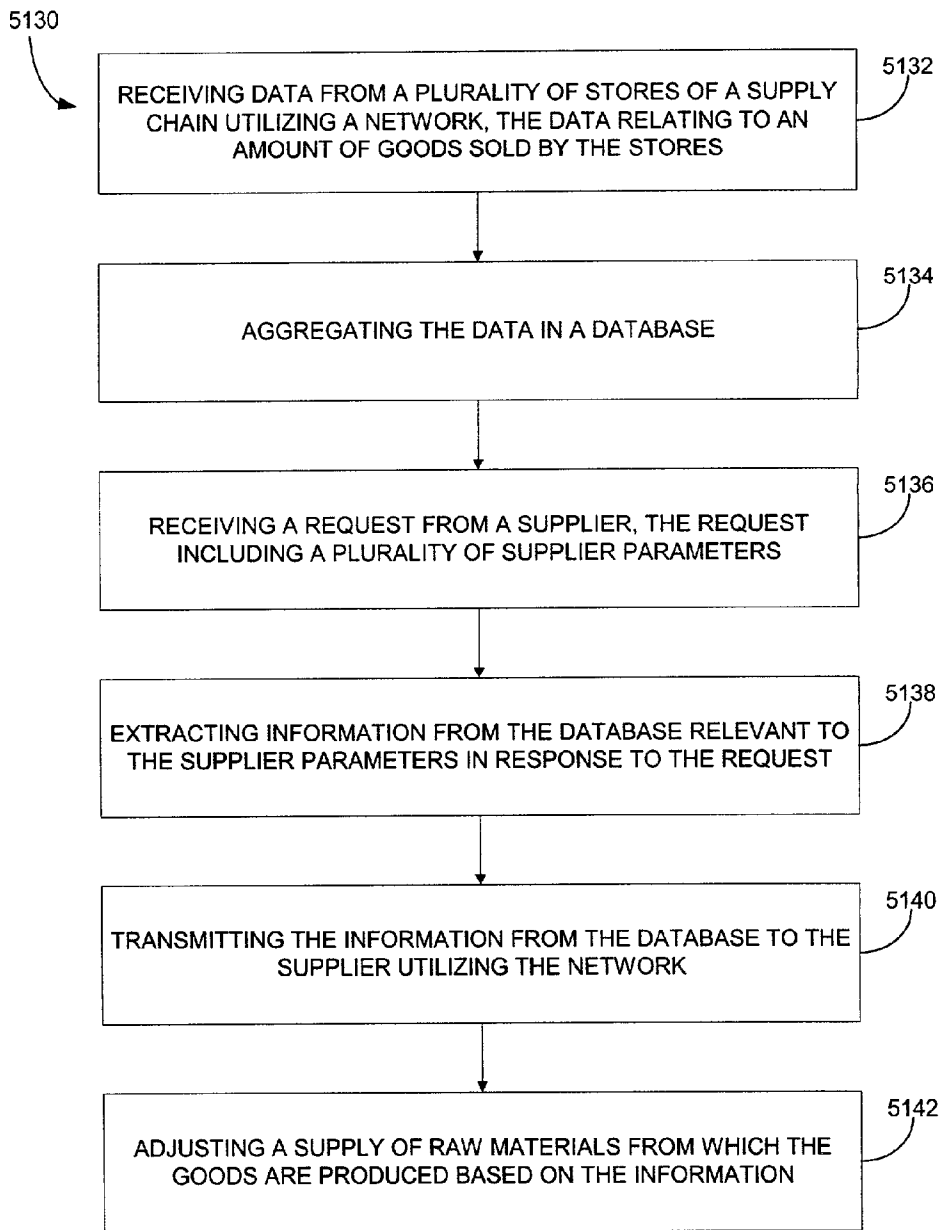 5130
5132
RECEIVING DATA FROM A PLURALITY OF STORES OF A SUPPLY
CHAIN UTILIZING A NETWORK, THE DATA RELATING TO AN
AMOUNT OF GOODS SOLD BY THE STORES
5134
AGGREGATING THE DATA IN A DATABASE
5136
RECEIVING A REQUEST FROM A SUPPLIER, THE REQUEST
INCLUDING A PLURALITY OF SUPPLIER PARAMETERS
5138
EXTRACTING INFORMATION FROM THE DATABASE RELEVANT TO
THE SUPPLIER PARAMETERS IN RESPONSE TO THE REQUEST
5140
TRANSMITTING THE INFORMATION FROM THE DATABASE TO THE
SUPPLIER UTILIZING THE NETWORK
5142
ADJUSTING A SUPPLY OF RAW MATERIALS FROM WHICH THE
GOODS ARE PRODUCED BASED ON THE INFORMATION